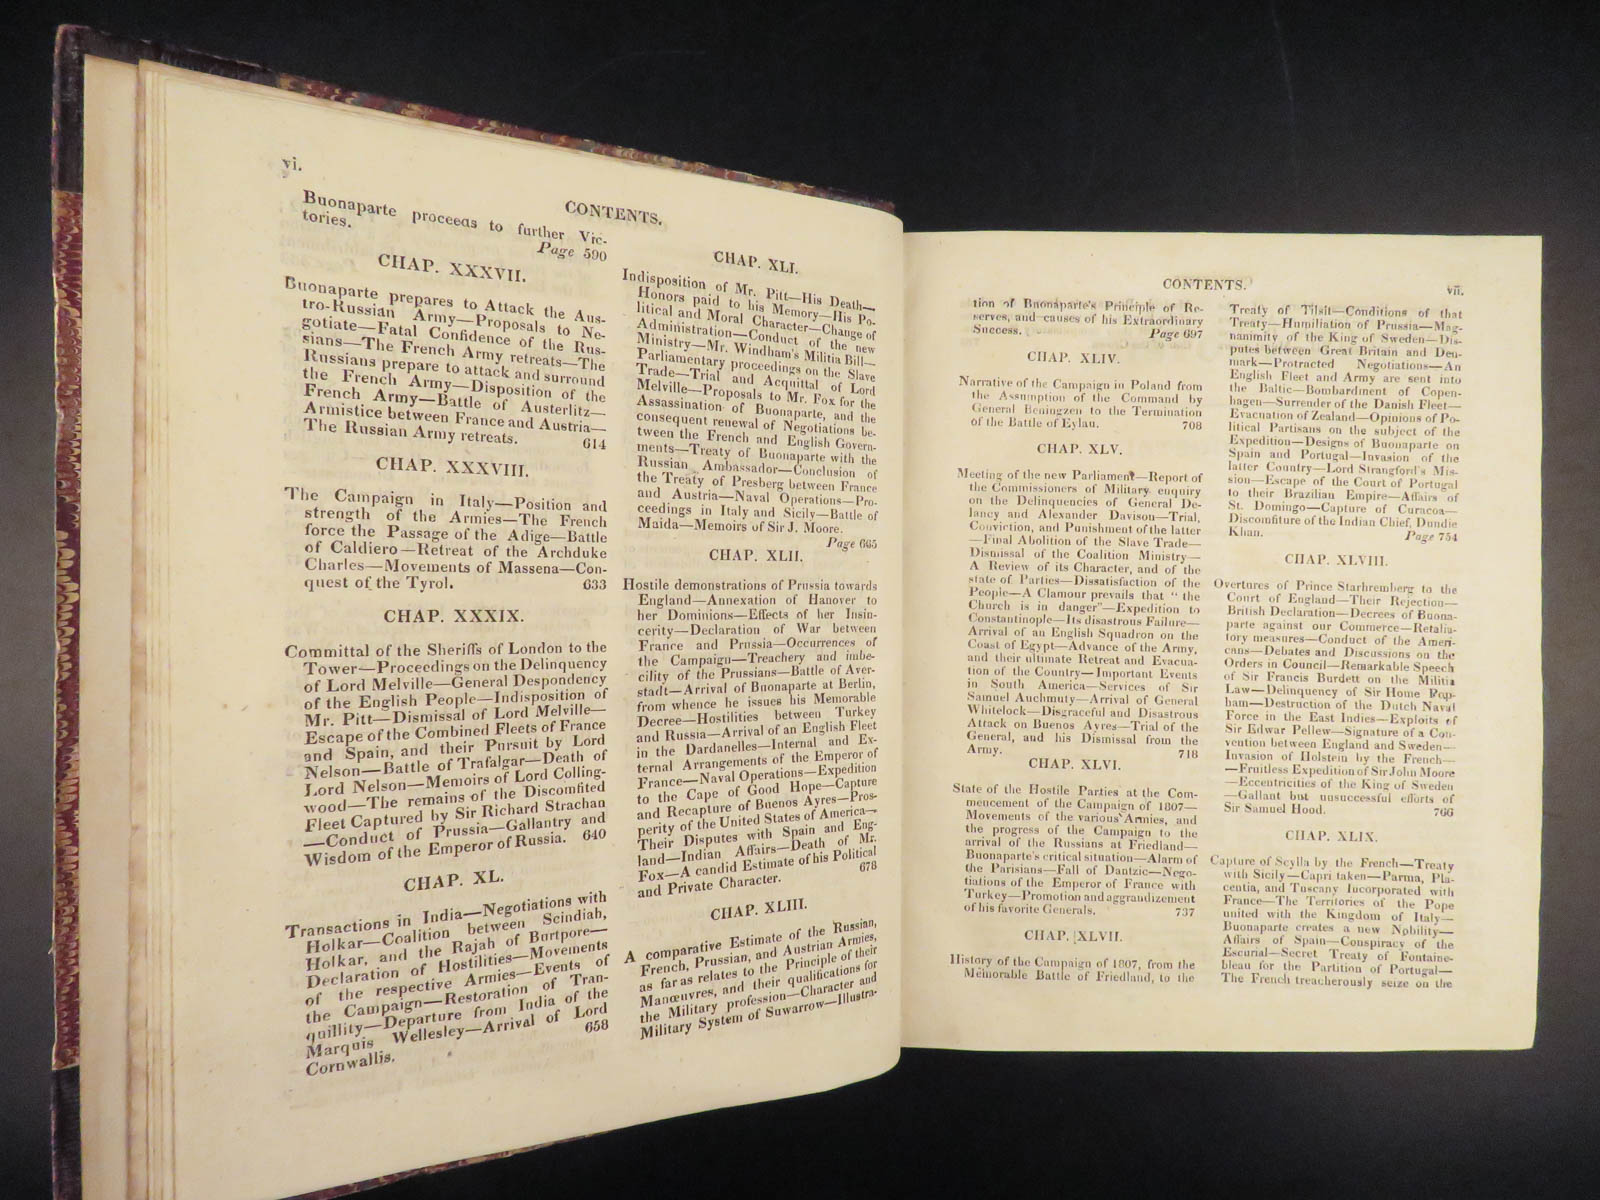 vi.
CONTENTS.
Buonaparte proceeds to further Vic-
tories. Page 590
CHAP. XXXVII.
Buonaparte prepares to Attack the Aus-
tro-Russian Army—Proposals to Ne-
gotiate—Fatal Confidence of the Rus-
sians—The French Army retreats—The
Russians prepare to attack and surround
the French Army—Disposition of the
French Army—Battle of Austerlitz—
Armistice between France and Austria—
The Russian Army retreats. 614
CHAP. XXXVIII.
The Campaign in Italy—Position and
strength of the Armies—The French
force the Passage of the Adige—Battle
of Caldiero—Retreat of the Archduke
Charles—Movements of Massena—Con-
quest of the Tyrol. 633
CHAP. XXXIX.
Committal of the Sheriffs of London to the
Tower—Proceedings on the Delinquency
of Lord Melville—General Despondency
of the English People—Indisposition of
Mr. Pitt—Dismissal of Lord Melville—
Escape of the Combined Fleets of France
and Spain, and their Pursuit by Lord
Nelson—Battle of Trafalgar—Death of
Lord Nelson—Memoirs of Lord Colling-
wood—The remains of the Discomfited
Fleet Captured by Sir Richard Strachan
—Conduct of Prussia—Gallantry and
Wisdom of the Emperor of Russia. 640
CHAP. XL.
Transactions in India—Negotiations with
Holkar—Coalition between Scindiah,
Holkar, and the Rajah of Burtpore—
Declaration of Hostilities—Movements
of the respective Armies—Events of
the Campaign—Restoration of Tran-
quillity—Departure from India of the
Marquis Wellesley—Arrival of Lord
Cornwallis. 658
CHAP. XLI.
Indisposition of Mr. Pitt—His Death—
Honors paid to his Memory—His Po-
litical and Moral Character—Change of
Administration—Conduct of the new
Ministry—Mr. Windham's Militia Bill—
Parliamentary proceedings on the Slave
Trade—Trial and Acquittal of Lord
Melville—Proposals to Mr. Fox for the
Assassination of Buonaparte, and the
consequent renewal of Negotiations be-
tween the French and English Govern-
ments—Treaty of Buonaparte with the
Russian Ambassador—Conclusion of
the Treaty of Presberg between France
and Austria—Naval Operations—Pro-
ceedings in Italy and Sicily—Battle of
Maida—Memoirs of Sir J. Moore.
Page 665
CHAP. XLII.
Hostile demonstrations of Prussia towards
England—Annexation of Hanover to
her Dominions—Effects of her Insin-
cerity—Declaration of War between
France and Prussia—Occurrences of
the Campaign—Treachery and imbe-
cility of the Prussians—Battle of Aver-
stadt—Arrival of Buonaparte at Berlin,
from whence he issues his Memorable
Decree—Hostilities between Turkey
and Russia—Arrival of an English Fleet
in the Dardanelles—Internal and Ex-
ternal Arrangements of the Emperor of
France—Naval Operations—Expedition
to the Cape of Good Hope—Capture
and Recapture of Buenos Ayres—Pros-
perity of the United States of America—
Their Disputes with Spain and Eng-
land—Indian Affairs—Death of Mr.
Fox—A candid Estimate of his Political
and Private Character. 678
CHAP. XLIII.
A comparative Estimate of the Russian,
French, Prussian, and Austrian Armies,
as far as relates to the Principle of their
Manœuvres, and their qualifications for
the Military profession—Character and
Military System of Suwarrow—Illustra-
CONTENTS. vii.
tion of Buonaparte's Principle of Re-
serves, and causes of his Extraordinary
Success. Page 697
CHAP. XLIV.
Narrative of the Campaign in Poland from
the Assumption of the Command by
General Beningzen to the Termination
of the Battle of Eylau. 708
CHAP. XLV.
Meeting of the new Parliament—Report of
the Commissioners of Military enquiry
on the Delinquencies of General De-
lancy and Alexander Davison—Trial,
Conviction, and Punishment of the latter
—Final Abolition of the Slave Trade—
Dismissal of the Coalition Ministry—
A Review of its Character, and of the
state of Parties—Dissatisfaction of the
People—A Clamour prevails that "the
Church is in danger"—Expedition to
Constantinople—Its disastrous Failure—
Arrival of an English Squadron on the
Coast of Egypt—Advance of the Army,
and their ultimate Retreat and Evacua-
tion of the Country—Important Events
in South America—Services of Sir
Samuel Auchmuty—Arrival of General
Whitelock—Disgraceful and Disastrous
Attack on Buenos Ayres—Trial of the
General, and his Dismissal from the
Army. 718
CHAP. XLVI.
State of the Hostile Parties at the Com-
mencement of the Campaign of 1807—
Movements of the various Armies, and
the progress of the Campaign to the
arrival of the Russians at Friedland—
Buonaparte's critical situation—Alarm of
the Parisians—Fall of Dantzic—Nego-
tiations of the Emperor of France with
Turkey—Promotion and aggrandizement
of his favorite Generals. 737
CHAP. XLVII.
History of the Campaign of 1807, from the
Memorable Battle of Friedland, to the
Treaty of Tilsit—Conditions of that
Treaty—Humiliation of Prussia—Mag-
nanimity of the King of Sweden—Dis-
putes between Great Britain and Den-
mark—Protracted Negotiations—An
English Fleet and Army are sent into
the Baltic—Bombardment of Copen-
hagen—Surrender of the Danish Fleet—
Evacuation of Zealand—Opinions of Po-
litical Partisans on the subject of the
Expedition—Designs of Buonaparte on
Spain and Portugal—Invasion of the
latter Country—Lord Strangford's Mis-
sion—Escape of the Court of Portugal
to their Brazilian Empire—Affairs of
St. Domingo—Capture of Curacoa—
Discomfiture of the Indian Chief, Dundie
Khan. Page 754
CHAP. XLVIII.
Overtures of Prince Starhremberg to the
Court of England—Their Rejection—
British Declaration—Decrees of Buona-
parte against our Commerce—Retalia-
tory measures—Conduct of the Ameri-
cans—Debates and Discussions on the
Orders in Council—Remarkable Speech
of Sir Francis Burdett on the Militia
Law—Delinquency of Sir Home Pop-
ham—Destruction of the Dutch Naval
Force in the East Indies—Exploits of
Sir Edwar Pellew—Signature of a Con-
vention between England and Sweden—
Invasion of Holstein by the French—
—Fruitless Expedition of Sir John Moore
—Eccentricities of the King of Sweden
—Gallant but unsuccessful efforts of
Sir Samuel Hood. 766
CHAP. XLIX.
Capture of Scylla by the French—Treaty
with Sicily—Capri taken—Parma, Pla-
centia, and Tuscany Incorporated with
France—The Territories of the Pope
united with the Kingdom of Italy—
Buonaparte creates a new Nobility—
Affairs of Spain—Conspiracy of the
Escurial—Secret Treaty of Fontaine-
bleau for the Partition of Portugal—
The French treacherously seize on the